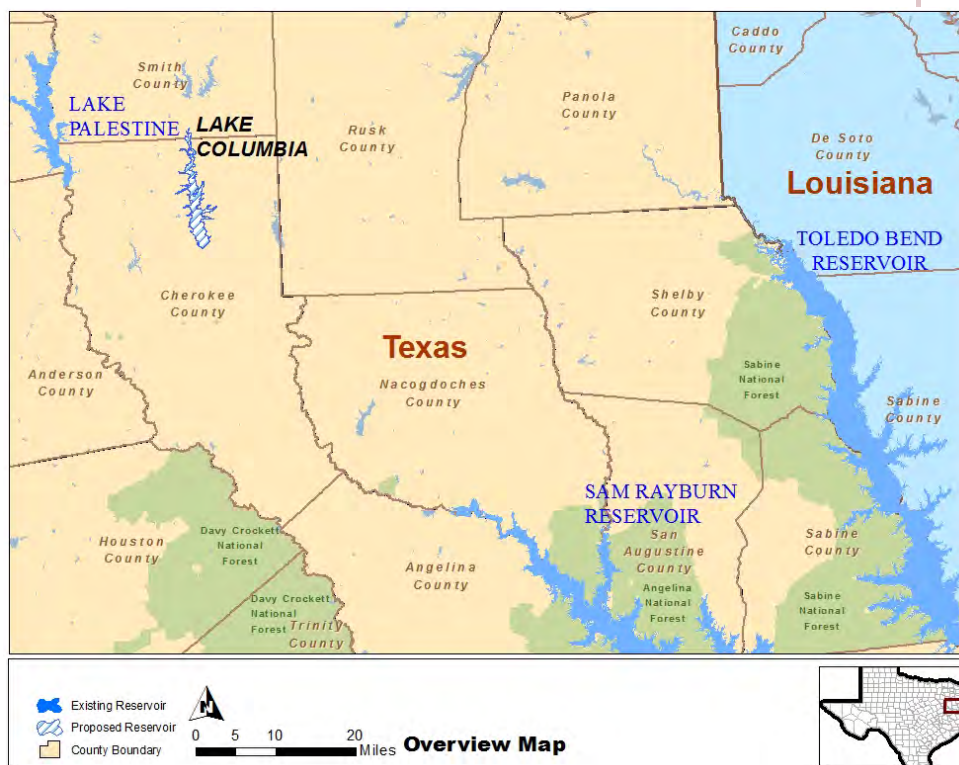 Caddo
County
Smith
County
LAKE
PALESTINE
LAKE
COLUMBIA
Rusk
County
Panola
County
De Soto
County
Louisiana
TOLEDO BEND
RESERVOIR
Cherokee
County
Shelby
County
Texas
Nacogdoches
County
Anderson
County
Sabine
National
Forest
Sabine
County
SAM RAYBURN
RESERVOIR
Houston
County
Davy Crockett
National
Forest
Angelina
County
San
Augustine
County
Sabine
County
Angelina
National
Forest
Davy Crockett
National
Forest
Trinity
County
Sabine
National
Forest
Existing Reservoir
Proposed Reservoir
County Boundary
N
0 5 10 20
Miles
Overview Map